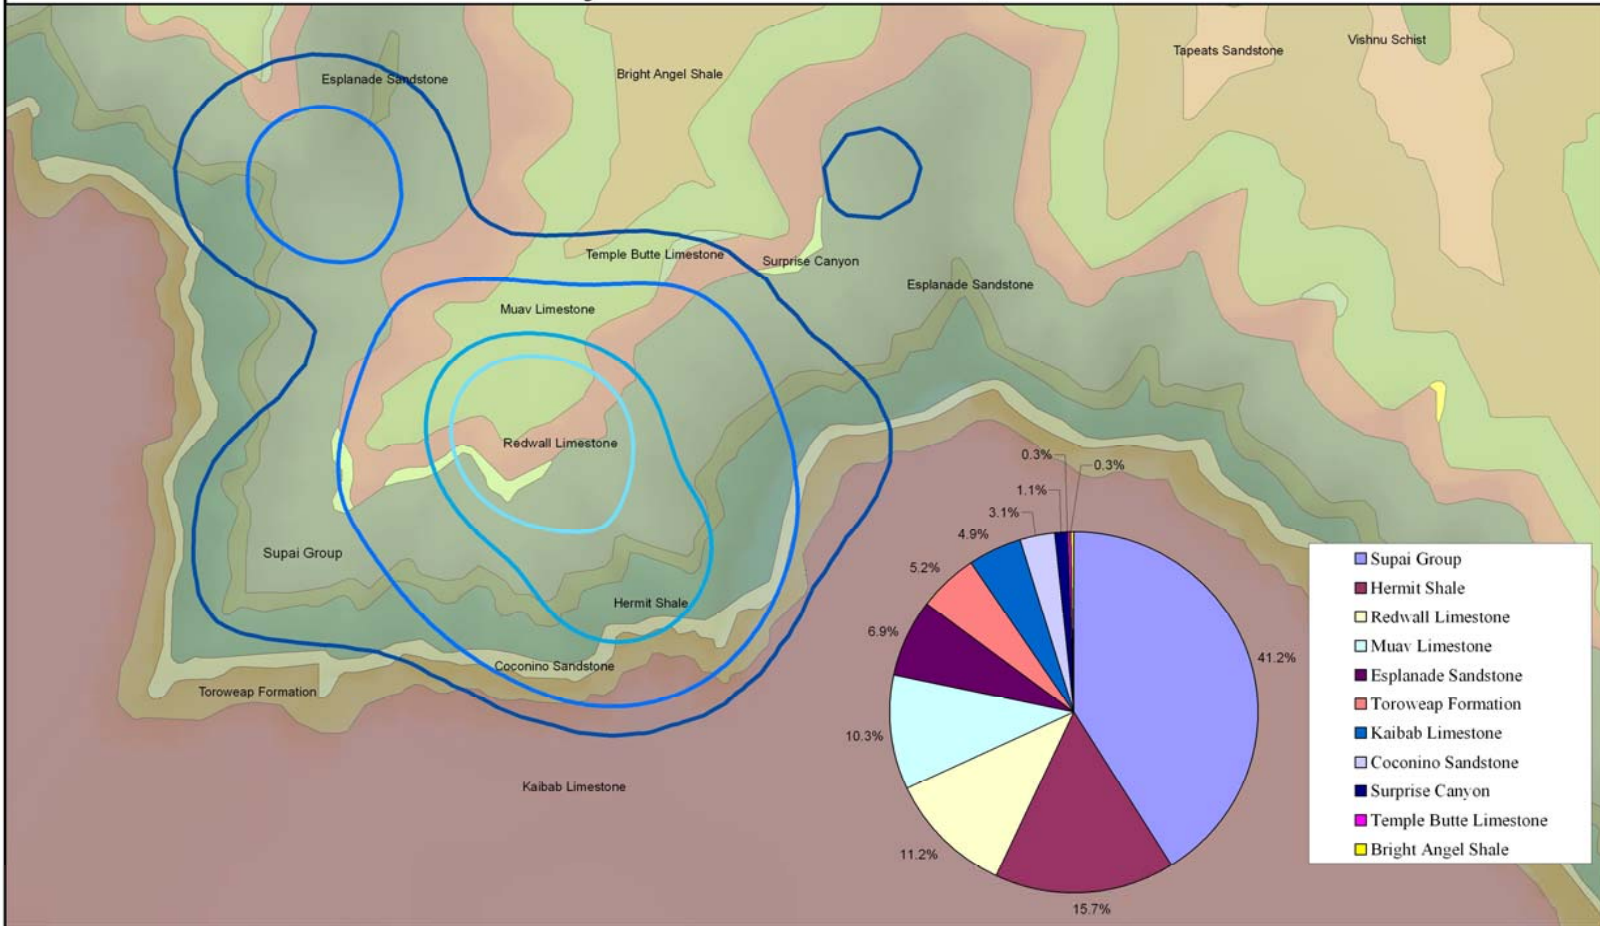 Tapeats Sandstone
Vishnu Schist
Esplanade Sandstone
Bright Angel Shale
Temple Butte Limestone
Surprise Canyon
Esplanade Sandstone
Muav Limestone
Redwall Limestone
Supai Group
Hermit Shale
Coconino Sandstone
Toroweap Formation
Kaibab Limestone
0.3%
0.3%
1.1%
3.1%
4.9%
5.2%
6.9%
10.3%
11.2%
15.7%
41.2%
Supai Group
Hermit Shale
Redwall Limestone
Muav Limestone
Esplanade Sandstone
Toroweap Formation
Kaibab Limestone
Coconino Sandstone
Surprise Canyon
Temple Butte Limestone
Bright Angel Shale